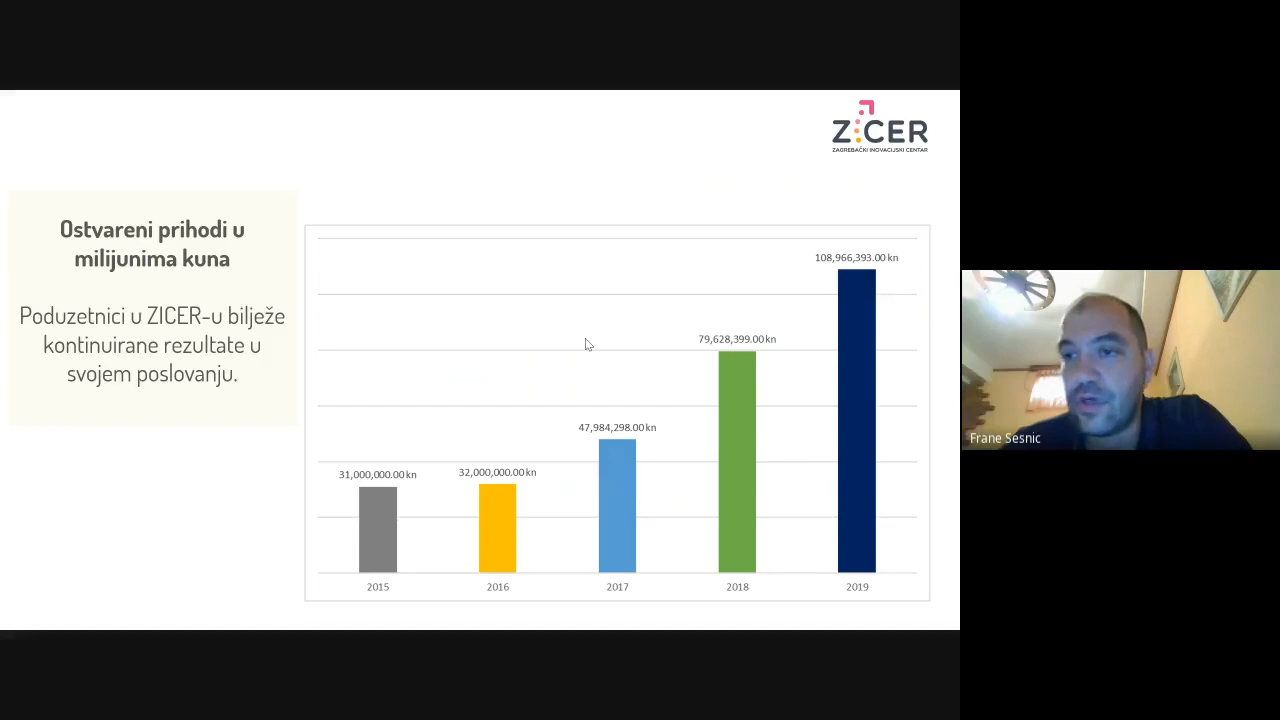 ZICER
ZAGREBAČKI INOVACIJSKI CENTAR
Ostvareni prihodi u
milijunima kuna
Poduzetnici u ZICER-u bilježe
kontinuirane rezultate u
svojem poslovanju.
31,000,000.00 kn
32,000,000.00 kn
47,984,298.00 kn
79,628,399.00 kn
108,966,393.00 kn
2015
2016
2017
2018
2019
Frane Sesnic